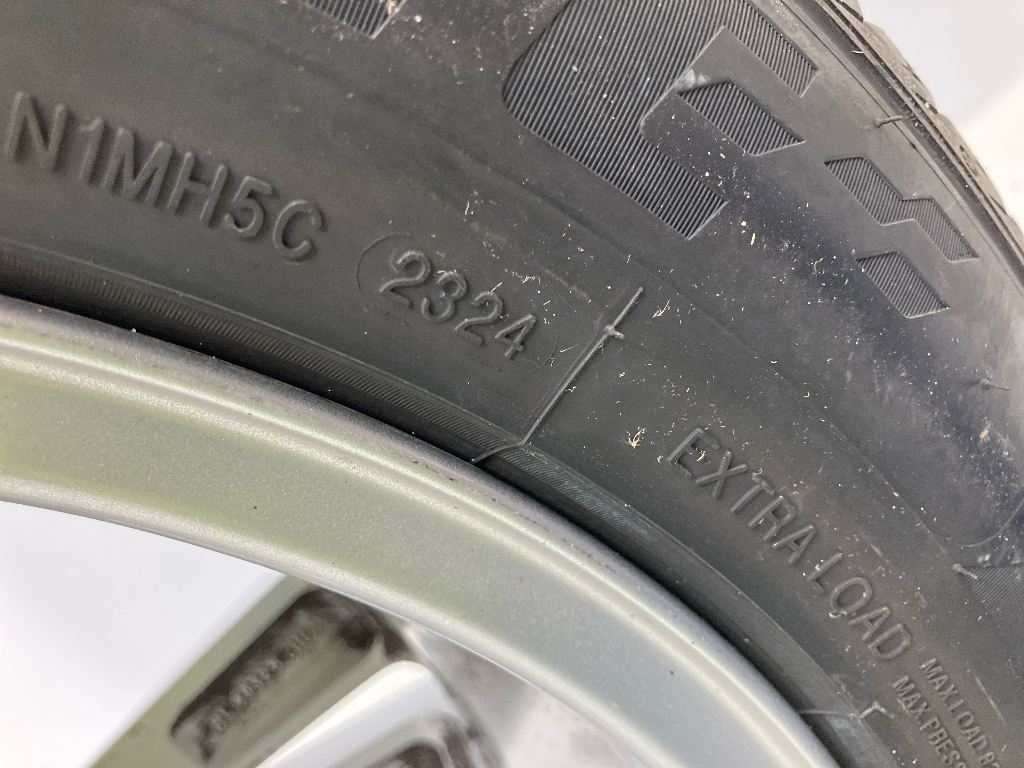 N1MH5C 2324
EXTRA LOAD
MAX LOAD
MAX PRESS